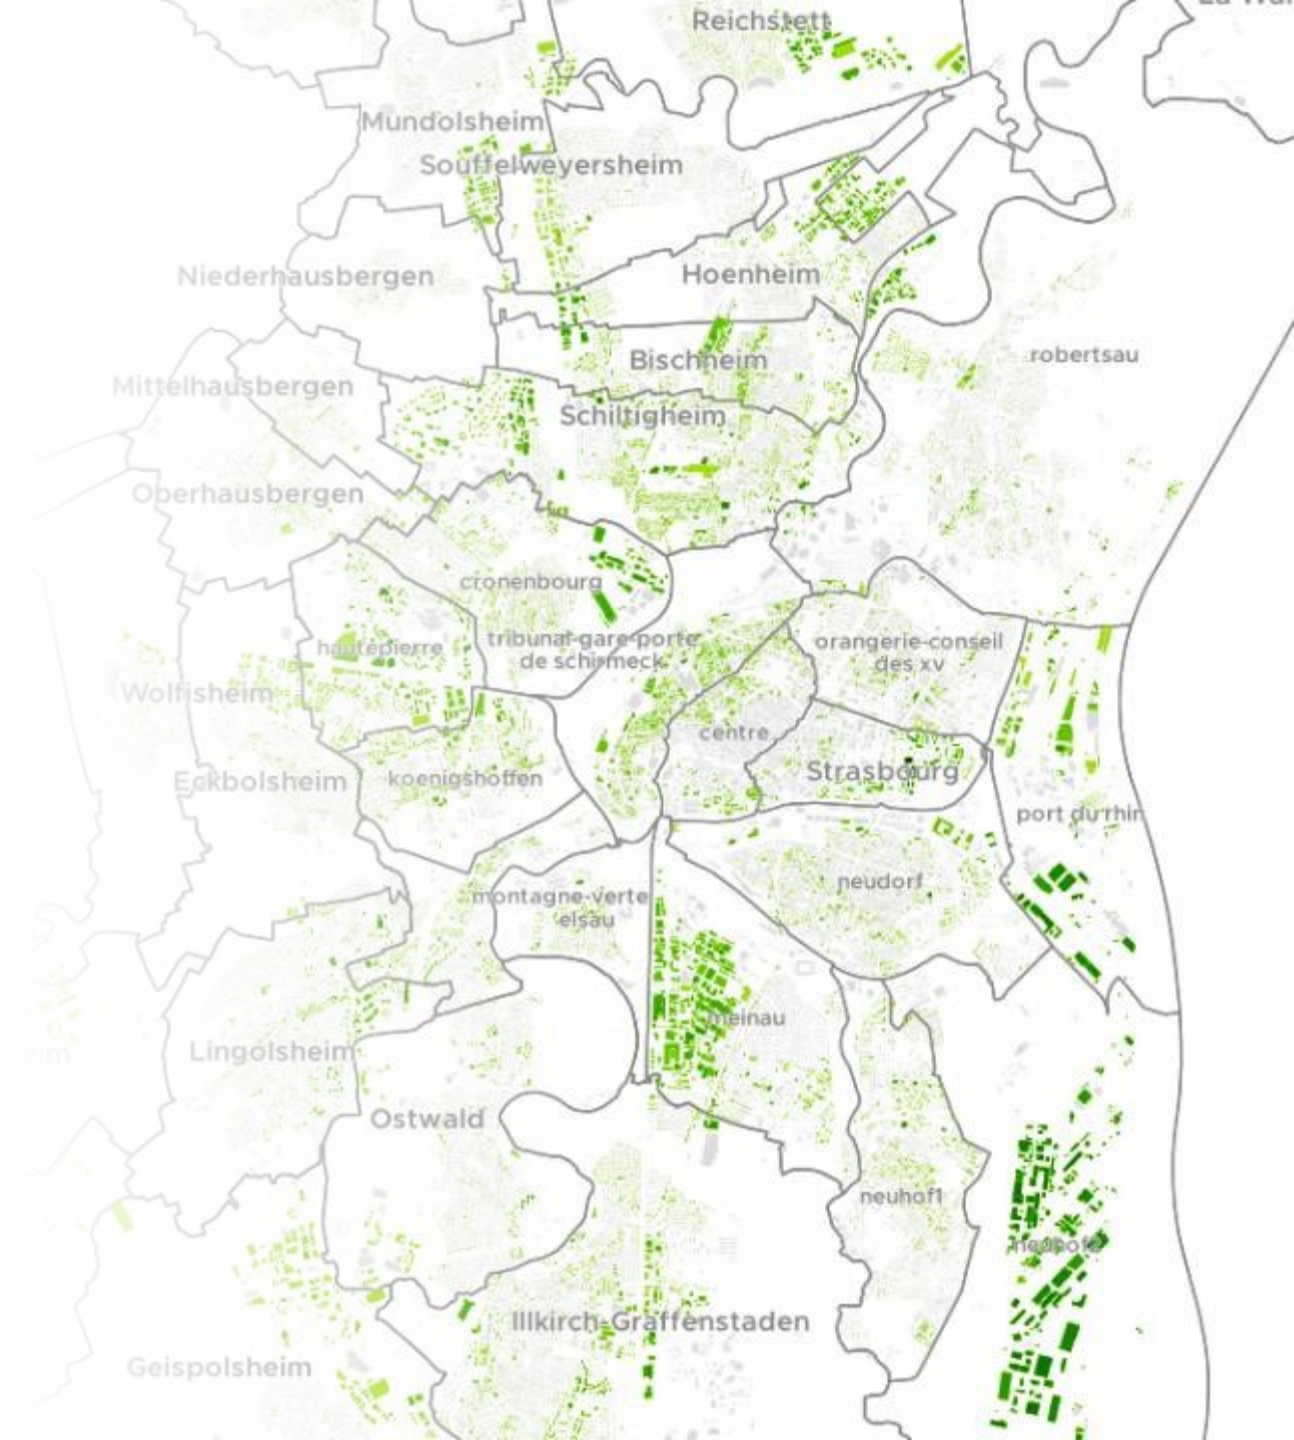 Reichstett
Mundolsheim
Souffelweyersheim
Niederhausbergen
Hoenheim
Bischheim
robertsau
Mittelhausbergen
Schiltigheim
Oberhausbergen
cronenbourg
hautepierre
tribunal-gare-porte
de schirmeck
orangerie-conseil
des xv
Wolfisheim
centre
Eckbolsheim
koenigshoffen
Strasbourg
port du rhin
neudorf
montagne-verte
elsau
meinau
Lingolsheim
Ostwald
neuhof1
neuhof2
Illkirch-Graffenstaden
Geispolsheim